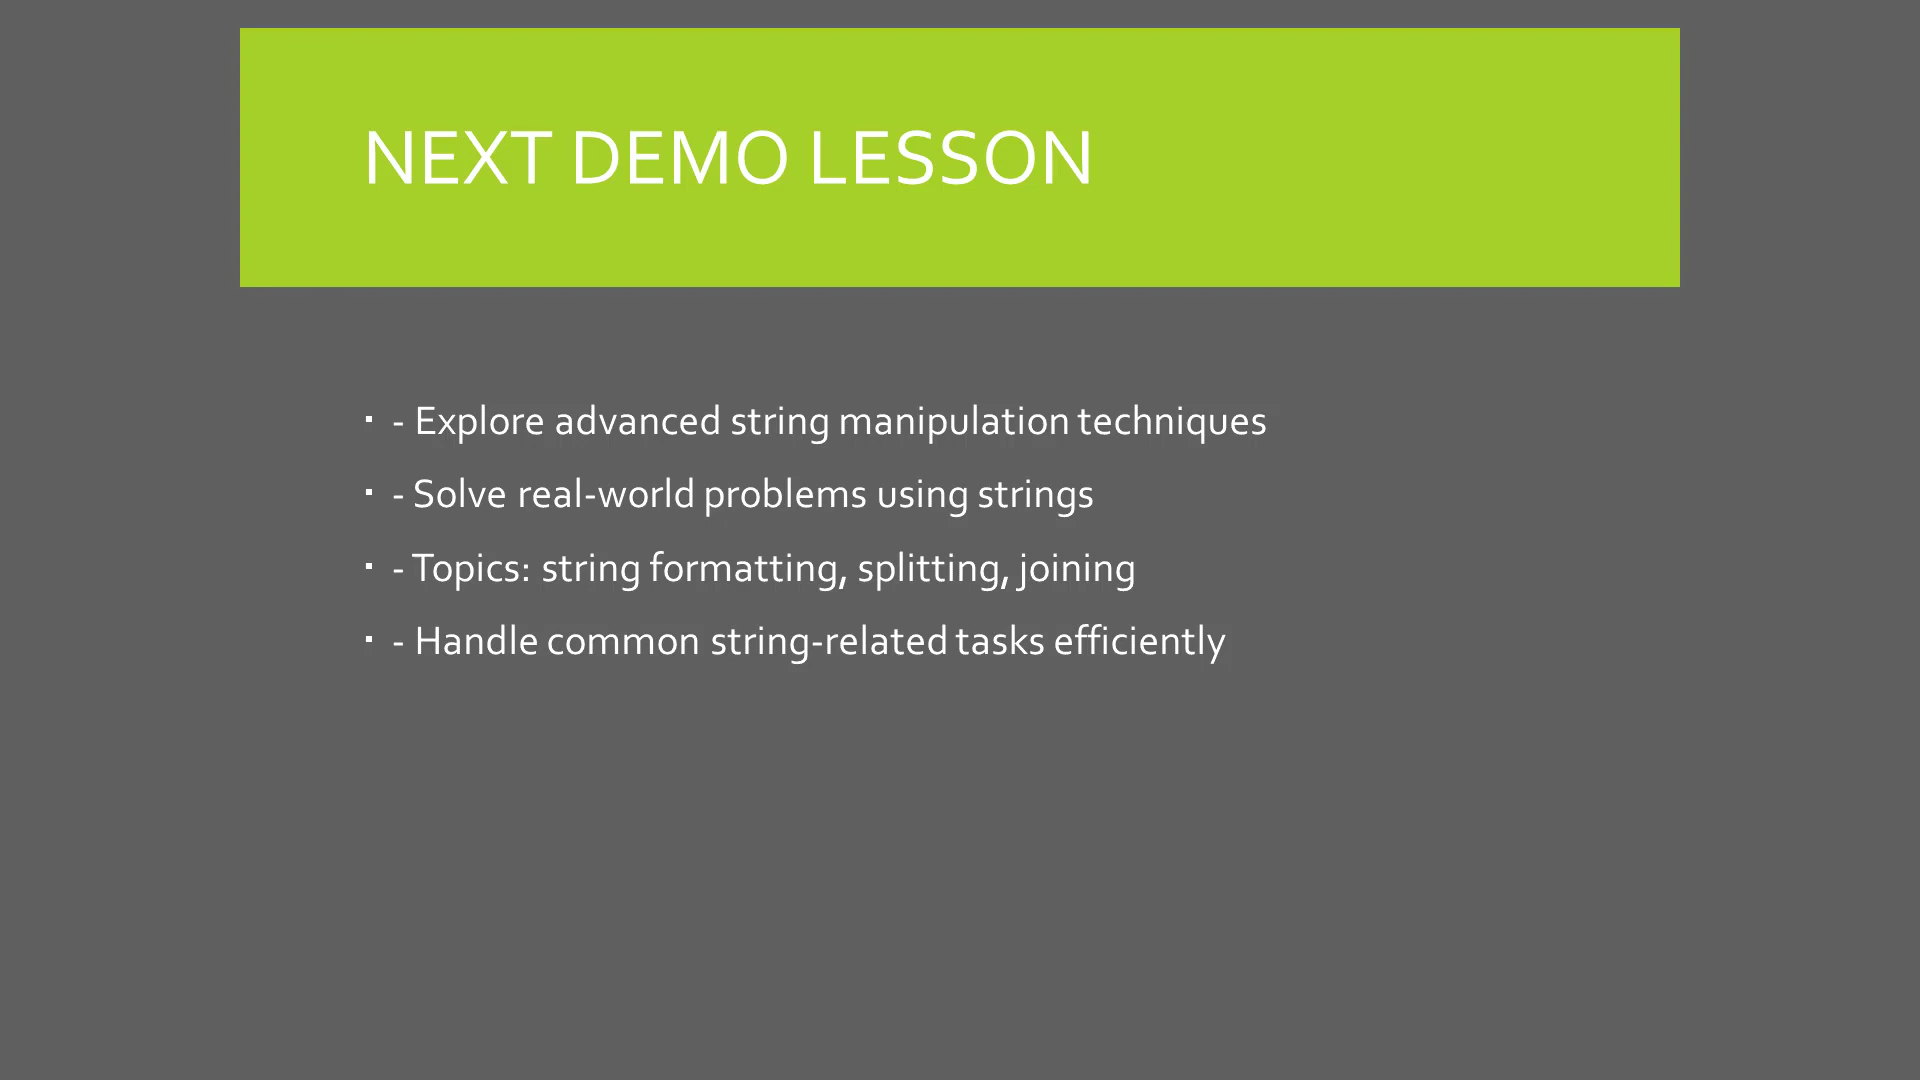 NEXT DEMO LESSON
▪ - Explore advanced string manipulation techniques
▪ - Solve real-world problems using strings
▪ - Topics: string formatting, splitting, joining
▪ - Handle common string-related tasks efficiently